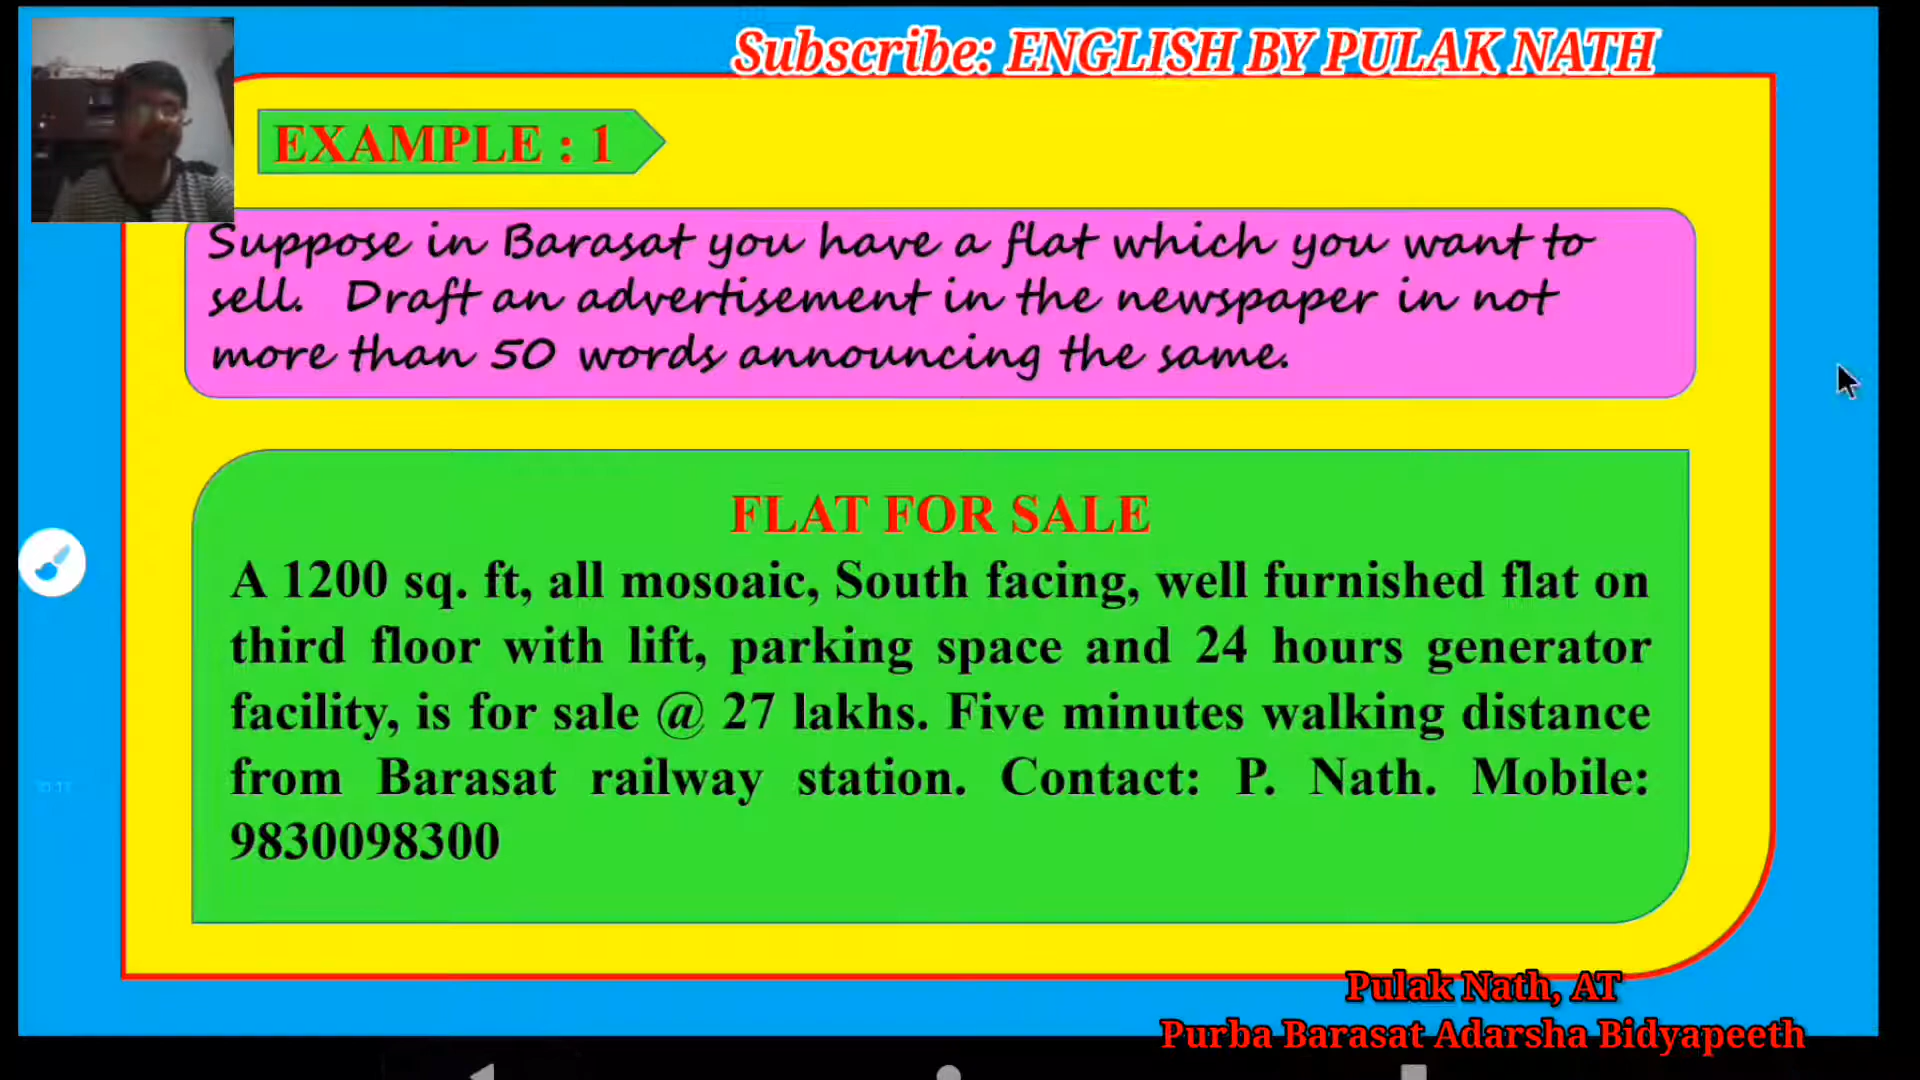 Subscribe: ENGLISH BY PULAK NATH
EXAMPLE : 1
Suppose in Barasat you have a flat which you want to
sell. Draft an advertisement in the newspaper in not
more than 50 words announcing the same.
FLAT FOR SALE
A 1200 sq. ft, all mosoaic, South facing, well furnished flat on
third floor with lift, parking space and 24 hours generator
facility, is for sale @ 27 lakhs. Five minutes walking distance
from Barasat railway station. Contact: P. Nath. Mobile:
9830098300
Pulak Nath, AT
Purba Barasat Adarsha Bidyapeeth